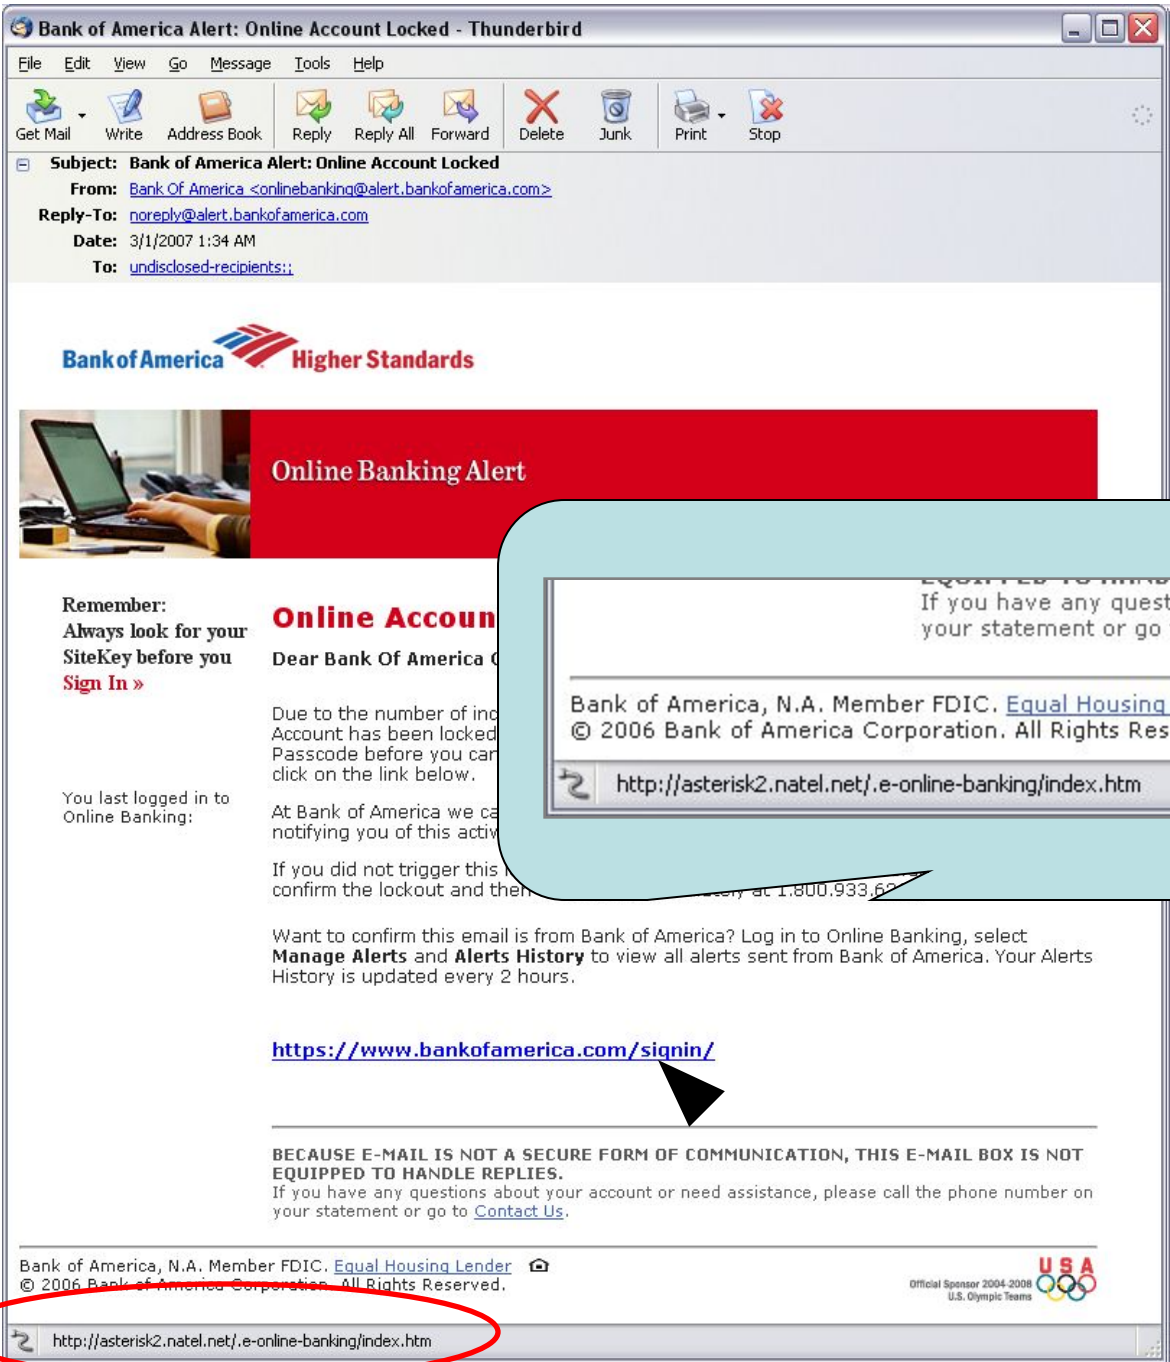 Bank of America Alert: Online Account Locked - Thunderbird
File Edit View Go Message Tools Help
Get Mail Write Address Book Reply Reply All Forward Delete Junk Print Stop
Subject: Bank of America Alert: Online Account Locked
From: Bank Of America <onlinebanking@alert.bankofamerica.com>
Reply-To: noreply@alert.bankofamerica.com
Date: 3/1/2007 1:34 AM
To: undisclosed-recipients:;
Bank of America Higher Standards
Online Banking Alert
Remember:
Always look for your
SiteKey before you
Sign In »
You last logged in to
Online Banking:
Online Accoun
Dear Bank Of America
Due to the number of inc
Account has been locked
Passcode before you can
click on the link below.
At Bank of America we ca
notifying you of this activ
If you did not trigger this
confirm the lockout and then at 1.800.933.62
Want to confirm this email is from Bank of America? Log in to Online Banking, select
Manage Alerts and Alerts History to view all alerts sent from Bank of America. Your Alerts
History is updated every 2 hours.
https://www.bankofamerica.com/signin/
BECAUSE E-MAIL IS NOT A SECURE FORM OF COMMUNICATION, THIS E-MAIL BOX IS NOT
EQUIPPED TO HANDLE REPLIES.
If you have any questions about your account or need assistance, please call the phone number on
your statement or go to Contact Us.
Bank of America, N.A. Member FDIC. Equal Housing Lender
© 2006 Bank of America Corporation. All Rights Reserved.
USA
Official Sponsor 2004-2008
U.S. Olympic Teams
http://asterisk2.natel.net/.e-online-banking/index.htm
If you have any quest
your statement or go
Bank of America, N.A. Member FDIC. Equal Housing
© 2006 Bank of America Corporation. All Rights Res
http://asterisk2.natel.net/.e-online-banking/index.htm